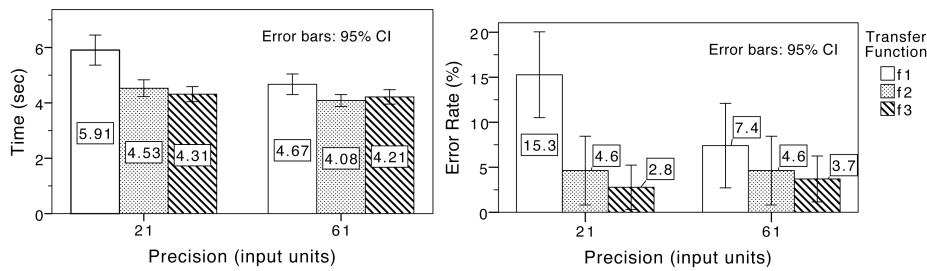 Time (sec)
6
4
2
0
Error bars: 95% CI
5.91
4.53
4.31
4.67
4.08
4.21
21
61
Precision (input units)
Error Rate (%)
20
15
10
5
0
Error bars: 95% CI
15.3
4.6
2.8
7.4
4.6
3.7
21
61
Precision (input units)
Transfer
Function
f1
f2
f3